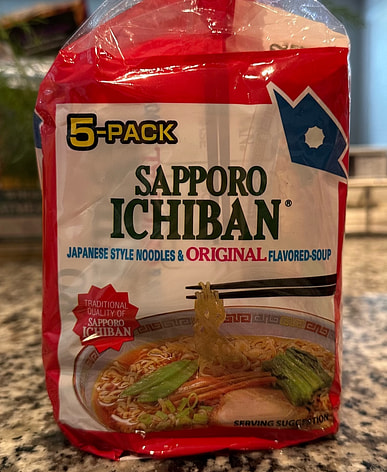 5-PACK
SAPPORO
ICHIBAN®
JAPANESE STYLE NOODLES & ORIGINAL FLAVORED-SOUP
TRADITIONAL
QUALITY OF
SAPPORO
ICHIBAN
SERVING SUGGESTION